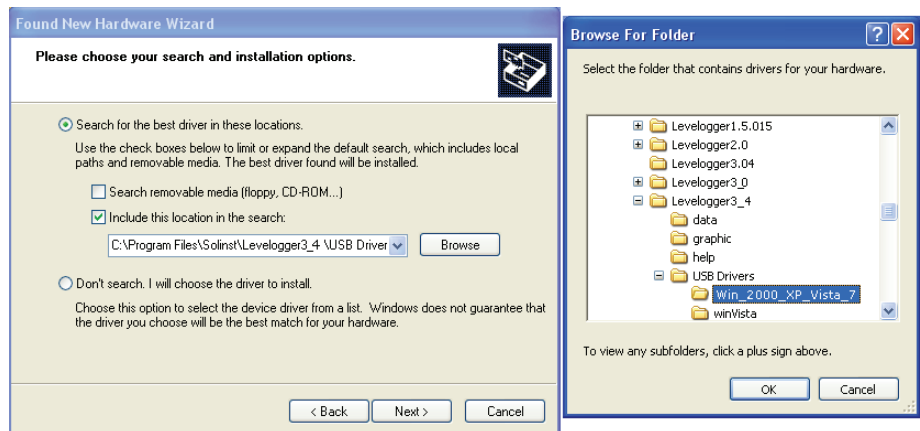 Found New Hardware Wizard
Please choose your search and installation options.
Search for the best driver in these locations.
Use the check boxes below to limit or expand the default search, which includes local
paths and removable media. The best driver found will be installed.
Search removable media (floppy, CD-ROM...)
Include this location in the search:
C:\Program Files\Solinst\Levelogger3_4 \USB Driver
Browse
Don't search. I will choose the driver to install.
Choose this option to select the device driver from a list. Windows does not guarantee that
the driver you choose will be the best match for your hardware.
< Back
Next >
Cancel
Browse For Folder
Select the folder that contains drivers for your hardware.
Levelogger1.5.015
Levelogger2.0
Levelogger3.04
Levelogger3_0
Levelogger3_4
data
graphic
help
USB Drivers
Win_2000_XP_Vista_7
winVista
To view any subfolders, click a plus sign above.
OK
Cancel